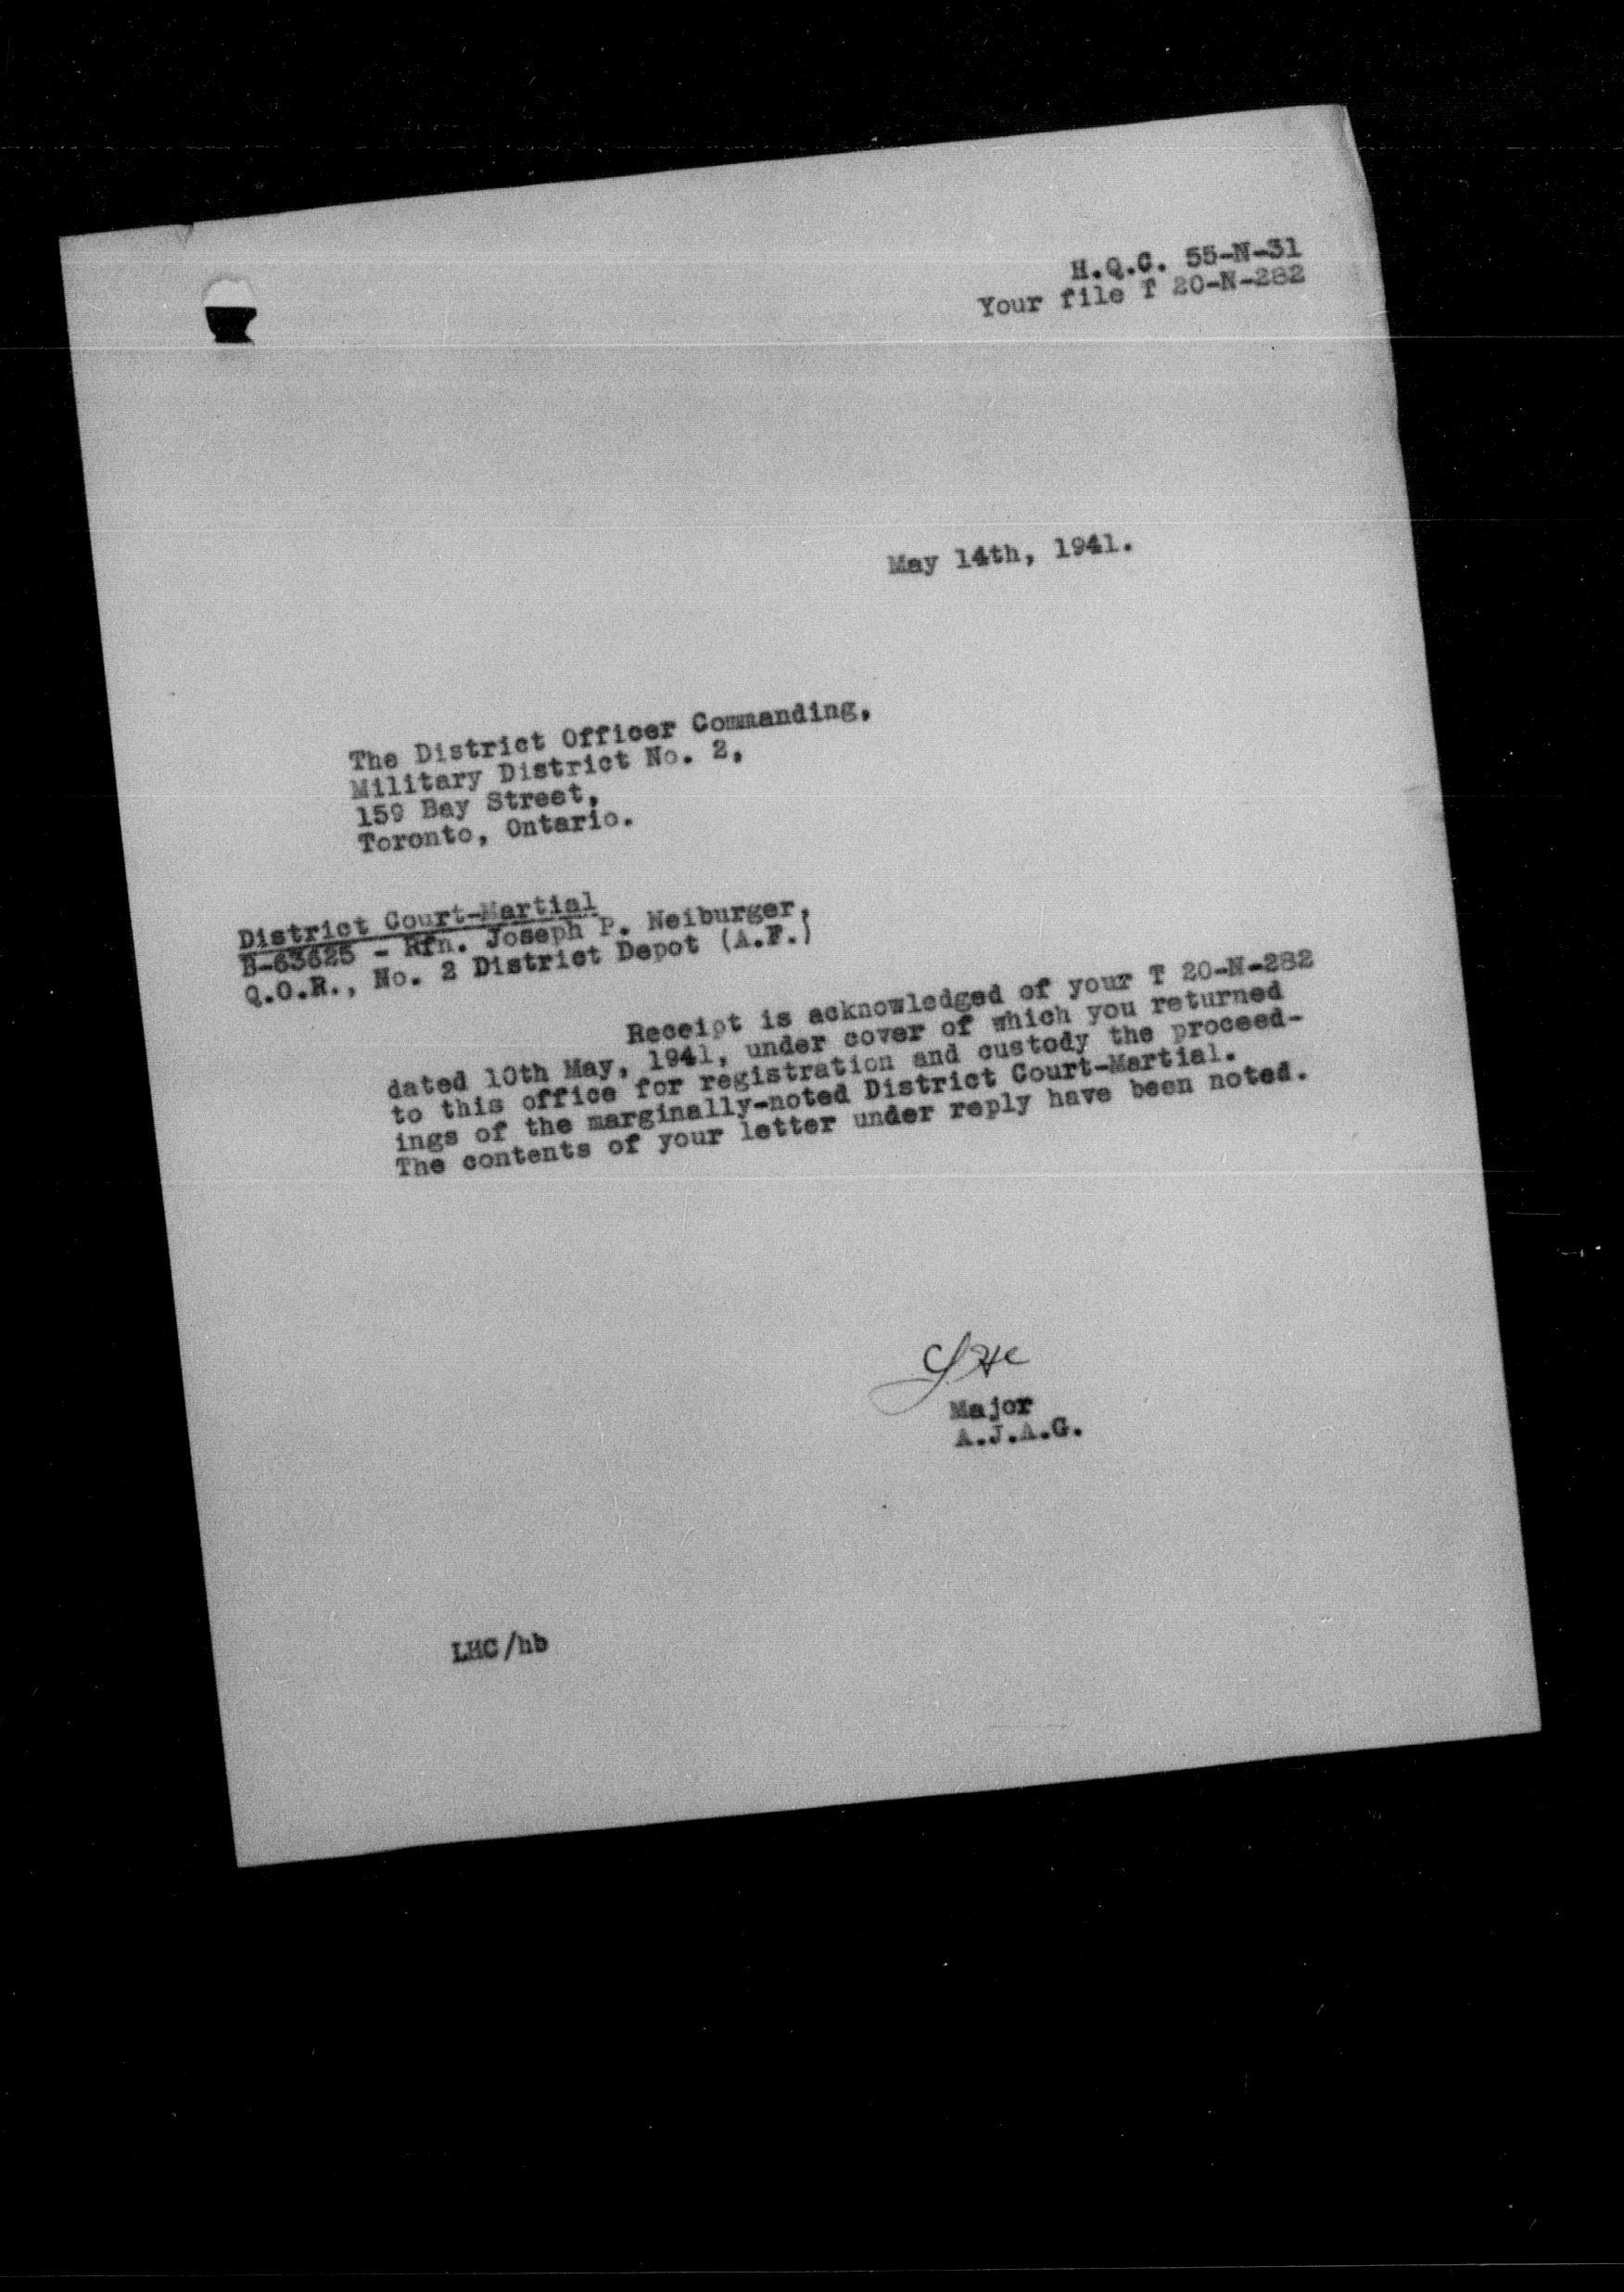 H.Q.C. 55-N-31
Your file T 20-N-282
May 14th, 1941.
The District Officer Commanding,
Military District No. 2,
159 Bay Street,
Toronto, Ontario.
District Court-Martial
B-63625 - Rfn. Joseph P. Neiburger,
Q.O.R., No. 2 District Depot (A.F.)
Receipt is acknowledged of your T 20-N-282
dated 10th May, 1941, under cover of which you returned
to this office for registration and custody the proceed-
ings of the marginally-noted District Court-Martial.
The contents of your letter under reply have been noted.
Major
A.J.A.G.
LHC/hb